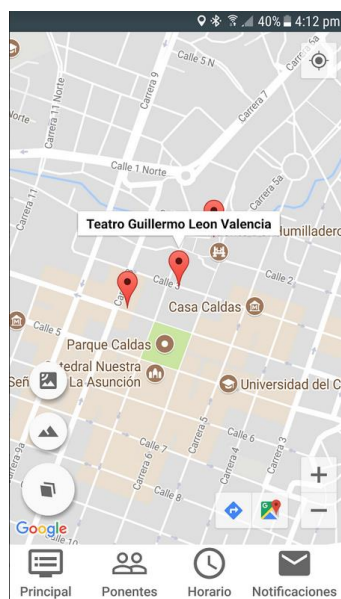 40% 4:12 pm
Calle 5 N
Carrera 9
Carrera 7
Carrera 11 Norte
Norte
Calle 1 Norte
Carrera 5a
Carrera 11
Teatro Guillermo Leon Valencia
Humilladero
Calle 2
Calle 3
Casa Caldas
Calle 5
Parque Caldas
Catedral Nuestra
Señ La Asunción
Universidad del C
Calle 6
Carrera 5
Carrera 3
Calle 7
Carrera 6
Carrera 4
Carrera 9a
Calle 8
Google
Principal Ponentes Horario Notificaciones